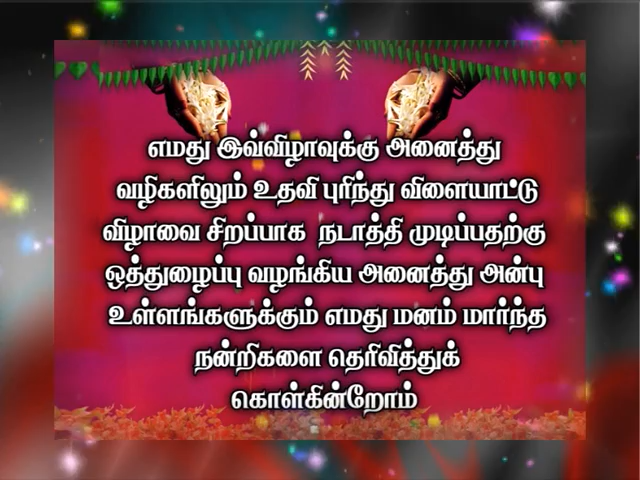 எமது இவ்விழாவுக்கு அனைத்து
வழிகளிலும் உதவி புரிந்து விளையாட்டு
விழாவை சிறப்பாக நடாத்தி முடிப்பதற்கு
ஒத்துழைப்பு வழங்கிய அனைத்து அன்பு
உள்ளங்களுக்கும் எமது மனம் மார்ந்த
நன்றிகளை தெரிவித்துக்
கொள்கின்றோம்